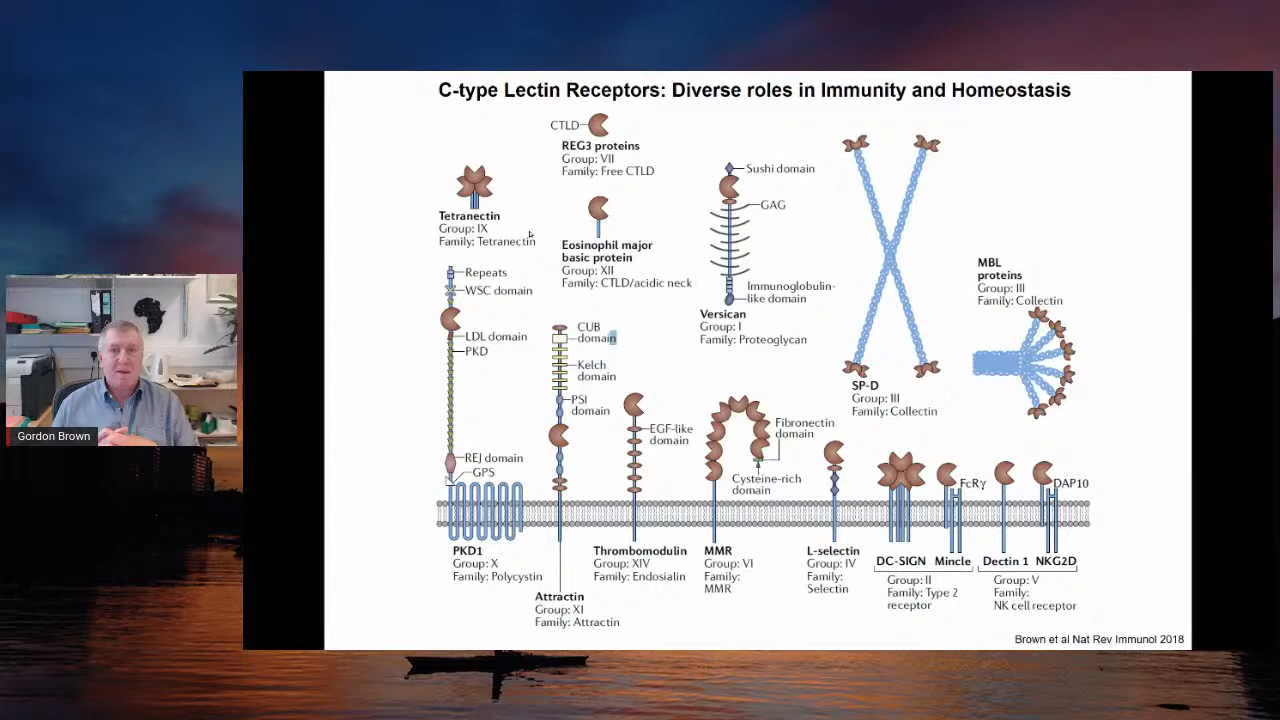 C-type Lectin Receptors: Diverse roles in Immunity and Homeostasis
CTLD
REG3 proteins
Group: VII
Family: Free CTLD
Tetranectin
Group: IX
Family: Tetranectin
Eosinophil major
basic protein
Group: XII
Family: CTLD/acidic neck
Sushi domain
GAG
Immunoglobulin-
like domain
Versican
Group: I
Family: Proteoglycan
SP-D
Group: III
Family: Collectin
MBL
proteins
Group: III
Family: Collectin
Repeats
WSC domain
LDL domain
PKD
REJ domain
GPS
PKD1
Group: X
Family: Polycystin
CUB
domain
Kelch
domain
PSI
domain
Attractin
Group: XI
Family: Attractin
EGF-like
domain
Thrombomodulin
Group: XIV
Family: Endosialin
Fibronectin
domain
Cysteine-rich
domain
MMR
Group: VI
Family:
MMR
L-selectin
Group: IV
Family:
Selectin
FcRγ
DC-SIGN Mincle
Group: II
Family: Type 2
receptor
DAP10
Dectin 1 NKG2D
Group: V
Family:
NK cell receptor
Brown et al Nat Rev Immunol 2018
Gordon Brown